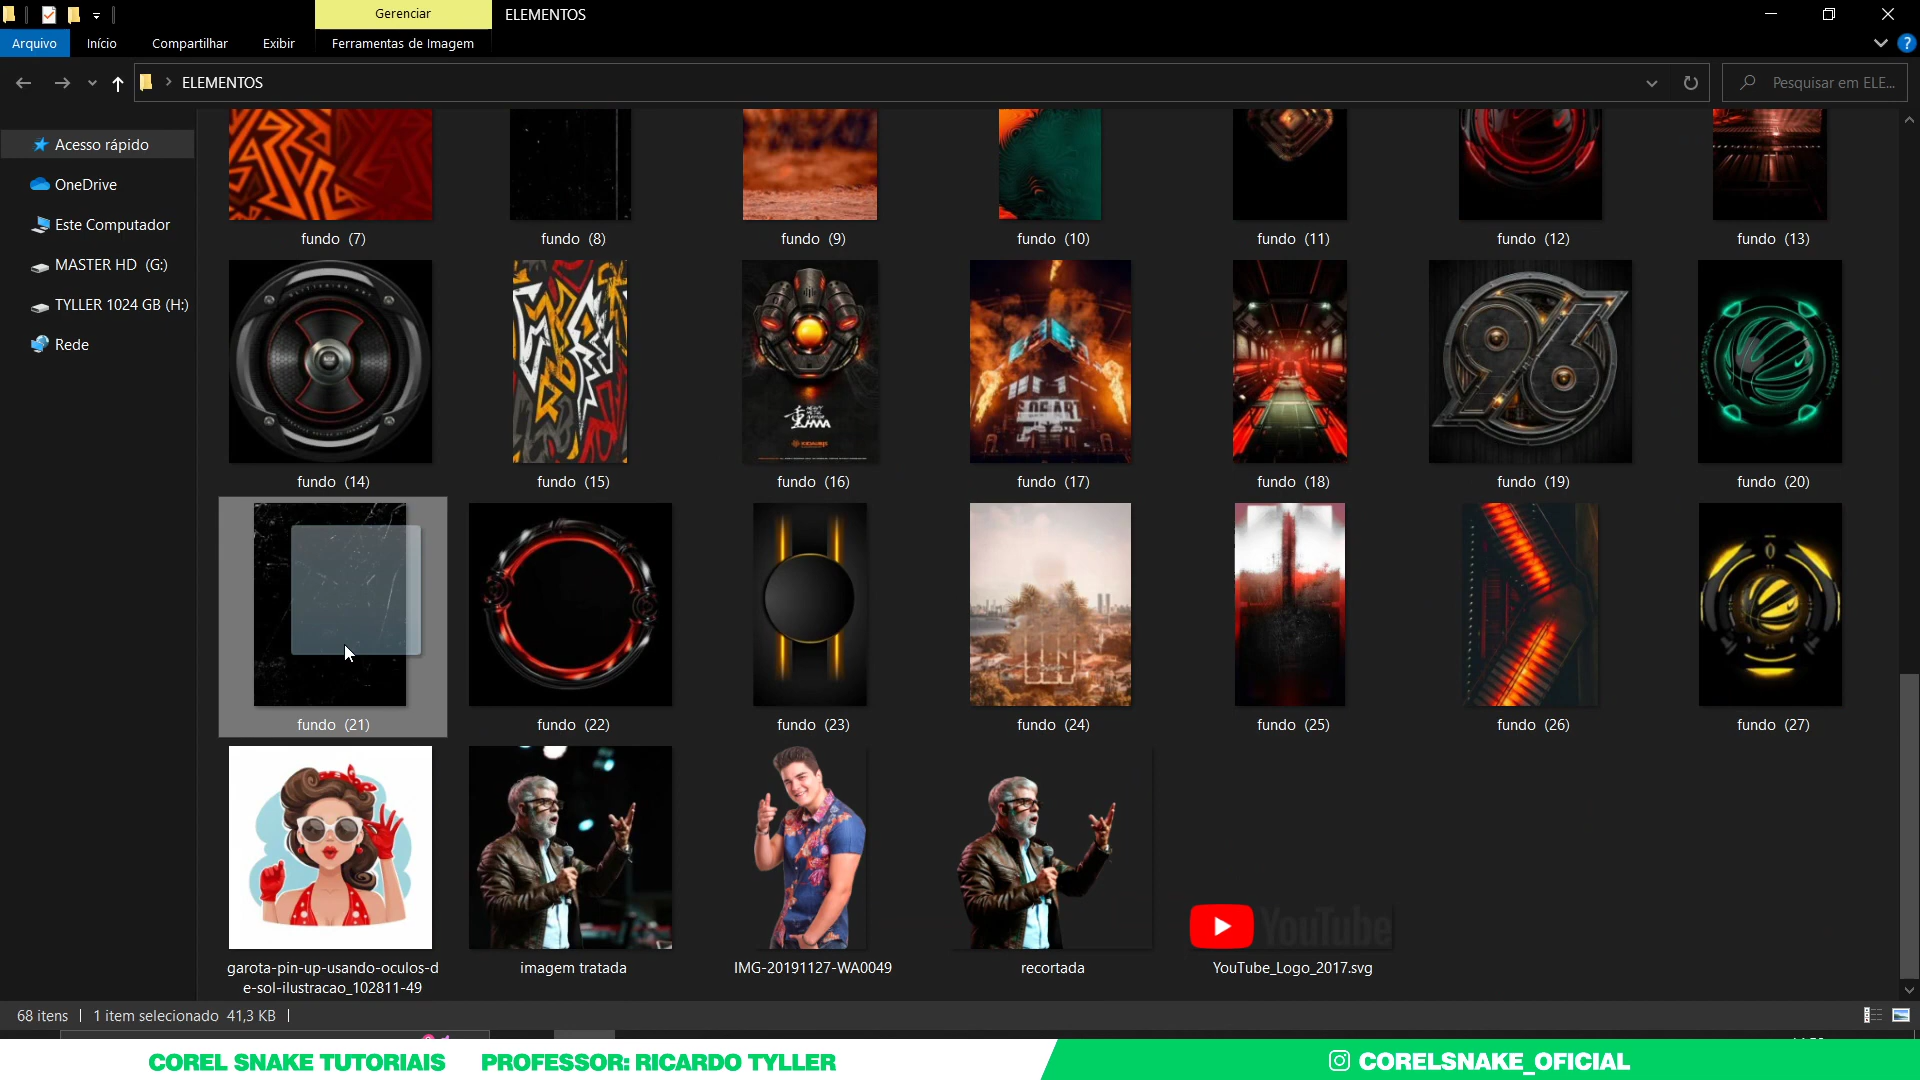 Gerenciar
ELEMENTOS
Arquivo
Início
Compartilhar
Exibir
Ferramentas de Imagem
?
ELEMENTOS
Pesquisar em ELE...
Acesso rápido
OneDrive
Este Computador
MASTER HD (G:)
TYLLER 1024 GB (H:)
Rede
fundo (7)
fundo (8)
fundo (9)
fundo (10)
fundo (11)
fundo (12)
fundo (13)
fundo (14)
fundo (15)
fundo (16)
fundo (17)
fundo (18)
fundo (19)
fundo (20)
fundo (21)
fundo (22)
fundo (23)
fundo (24)
fundo (25)
fundo (26)
fundo (27)
YouTube
garota-pin-up-usando-oculos-d
e-sol-ilustracao_102811-49
imagem tratada
IMG-20191127-WA0049
recortada
YouTube_Logo_2017.svg
68 itens
1 item selecionado 41,3 KB
COREL SNAKE TUTORIAIS
PROFESSOR: RICARDO TYLLER
CORELSNAKE_OFICIAL